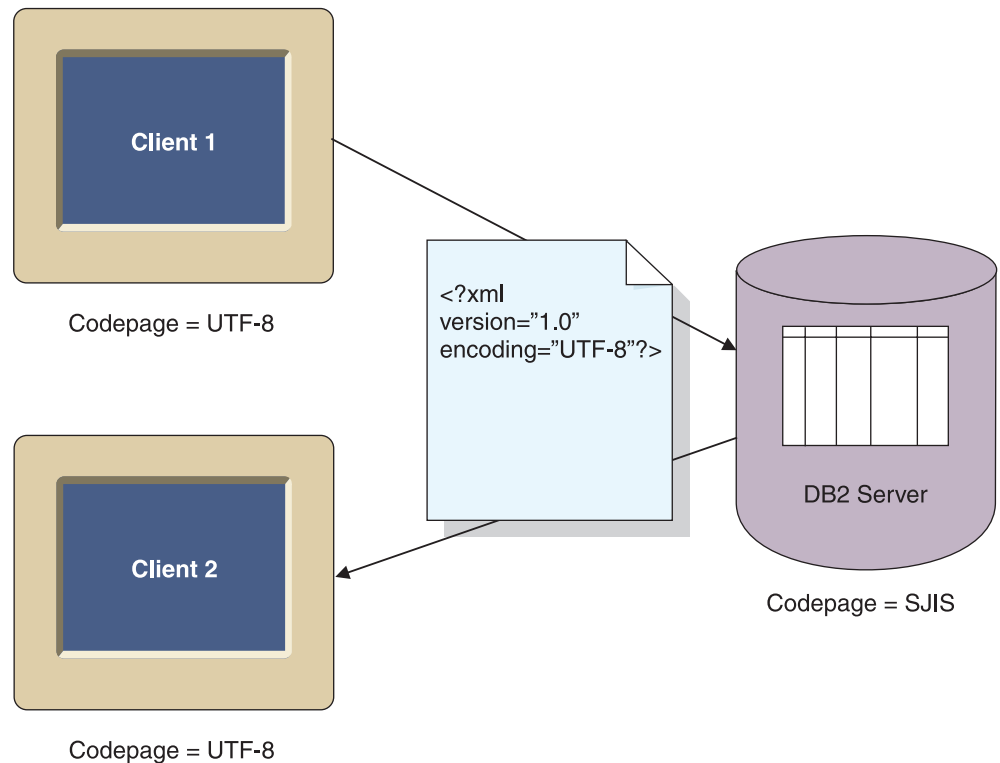 Client 1
Codepage = UTF-8
<?xml
version=”1.0”
encoding=”UTF-8”?>
DB2 Server
Codepage = SJIS
Client 2
Codepage = UTF-8